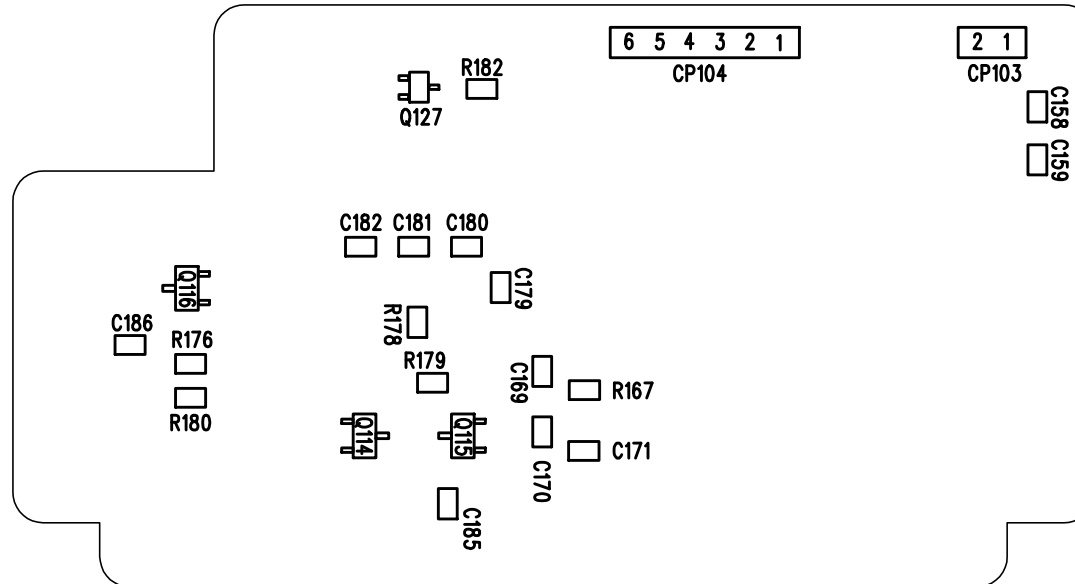 6 5 4 3 2 1
CP104
2 1
CP103
R182
Q127
C158
C159
C182
C181
C180
C179
Q116
C186
R176
R180
R178
R179
C169
R167
Q114
Q115
C170
C171
C185